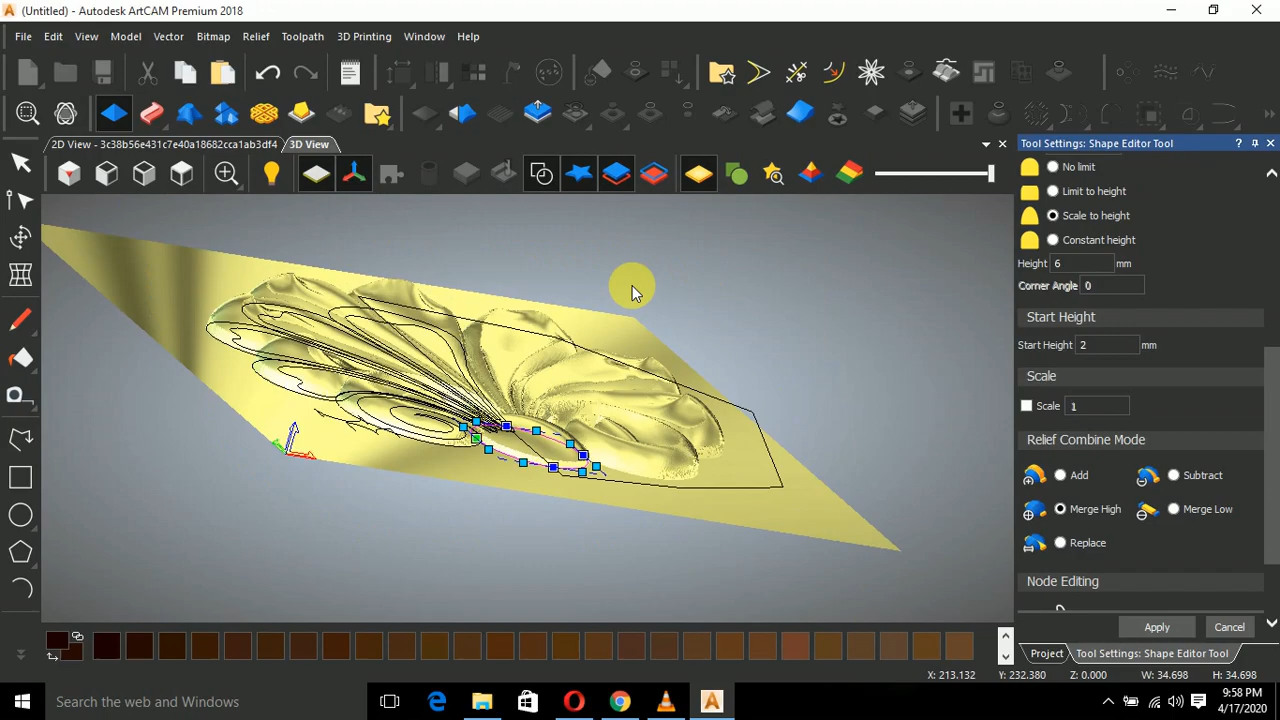 (Untitled) - Autodesk ArtCAM Premium 2018
File Edit View Model Vector Bitmap Relief Toolpath 3D Printing Window Help
2D View - 3c38b56e431c7e40a18682cca1ab3df4 3D View
Tool Settings: Shape Editor Tool
No limit
Limit to height
Scale to height
Constant height
Height 6 mm
Corner Angle 0
Start Height
Start Height 2 mm
Scale
Scale 1
Relief Combine Mode
Add Subtract
Merge High Merge Low
Replace
Node Editing
Apply Cancel
Project Tool Settings: Shape Editor Tool
X: 213.132 Y: 232.380 Z: 0.000 W: 34.698 H: 34.698
Search the web and Windows
9:58 PM
4/17/2020